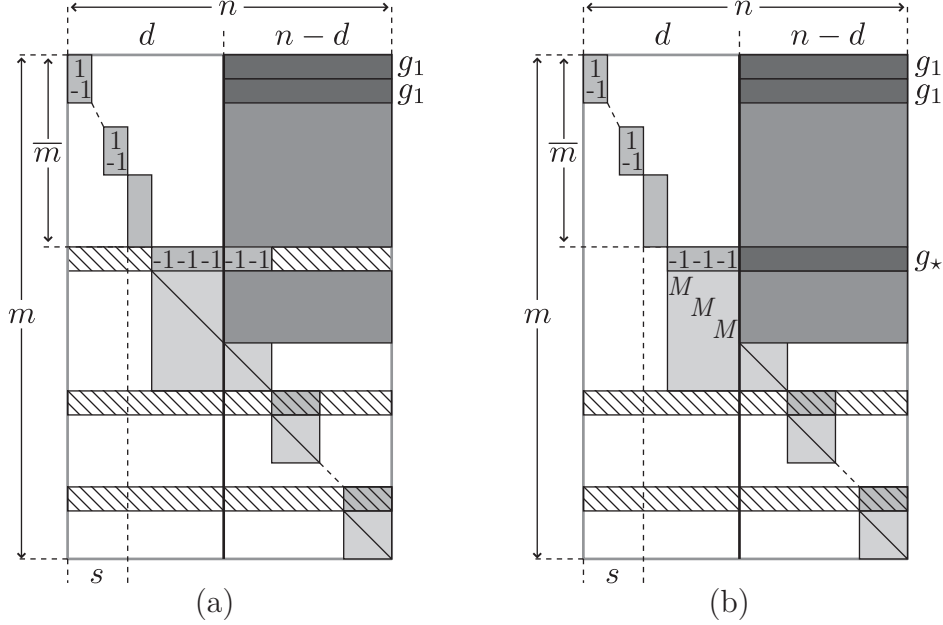 n n
d n − d d n − d
1 g₁ 1 g₁
-1 g₁ -1 g₁
1 1
m̅ -1 m̅ -1
-1-1-1 -1-1 -1-1-1 g⋆
M
m M m
M
s s
(a) (b)